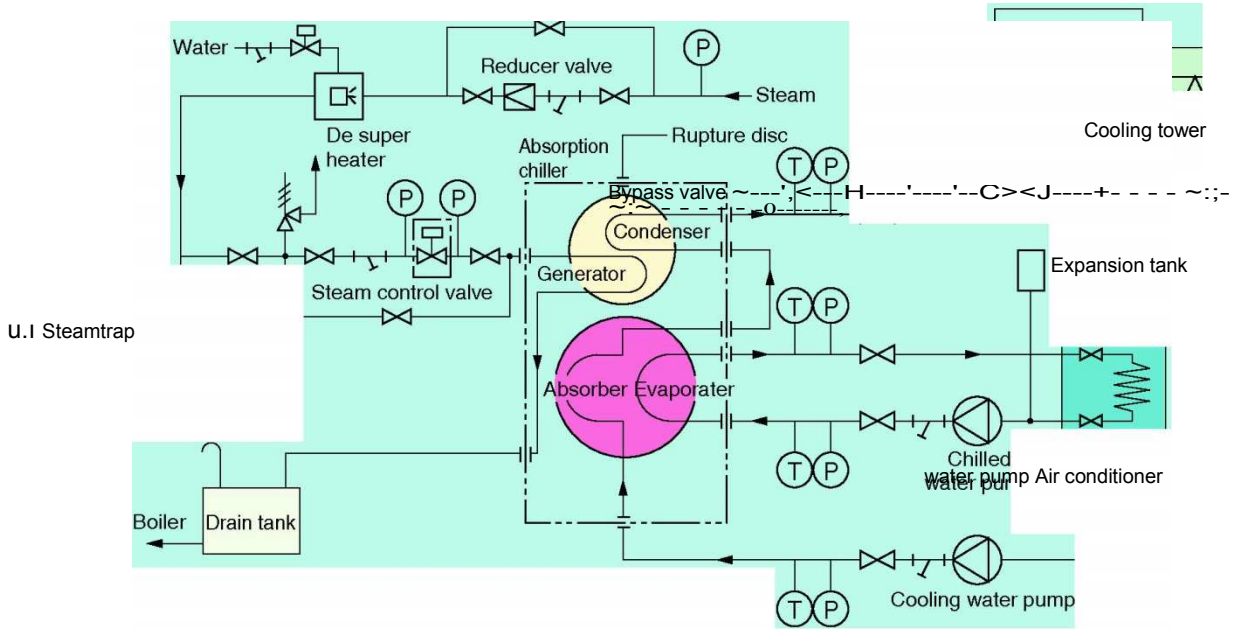 Water
P
Reducer valve
Steam
De super
heater
Absorption
chiller
Rupture disc
Cooling tower
T P
Bypass valve
P P
Condenser
Generator
Expansion tank
Steam control valve
T P
u.ı Steamtrap
Absorber Evaporater
T P
Chilled
water pump Air conditioner
Boiler
Drain tank
T P
Cooling water pump